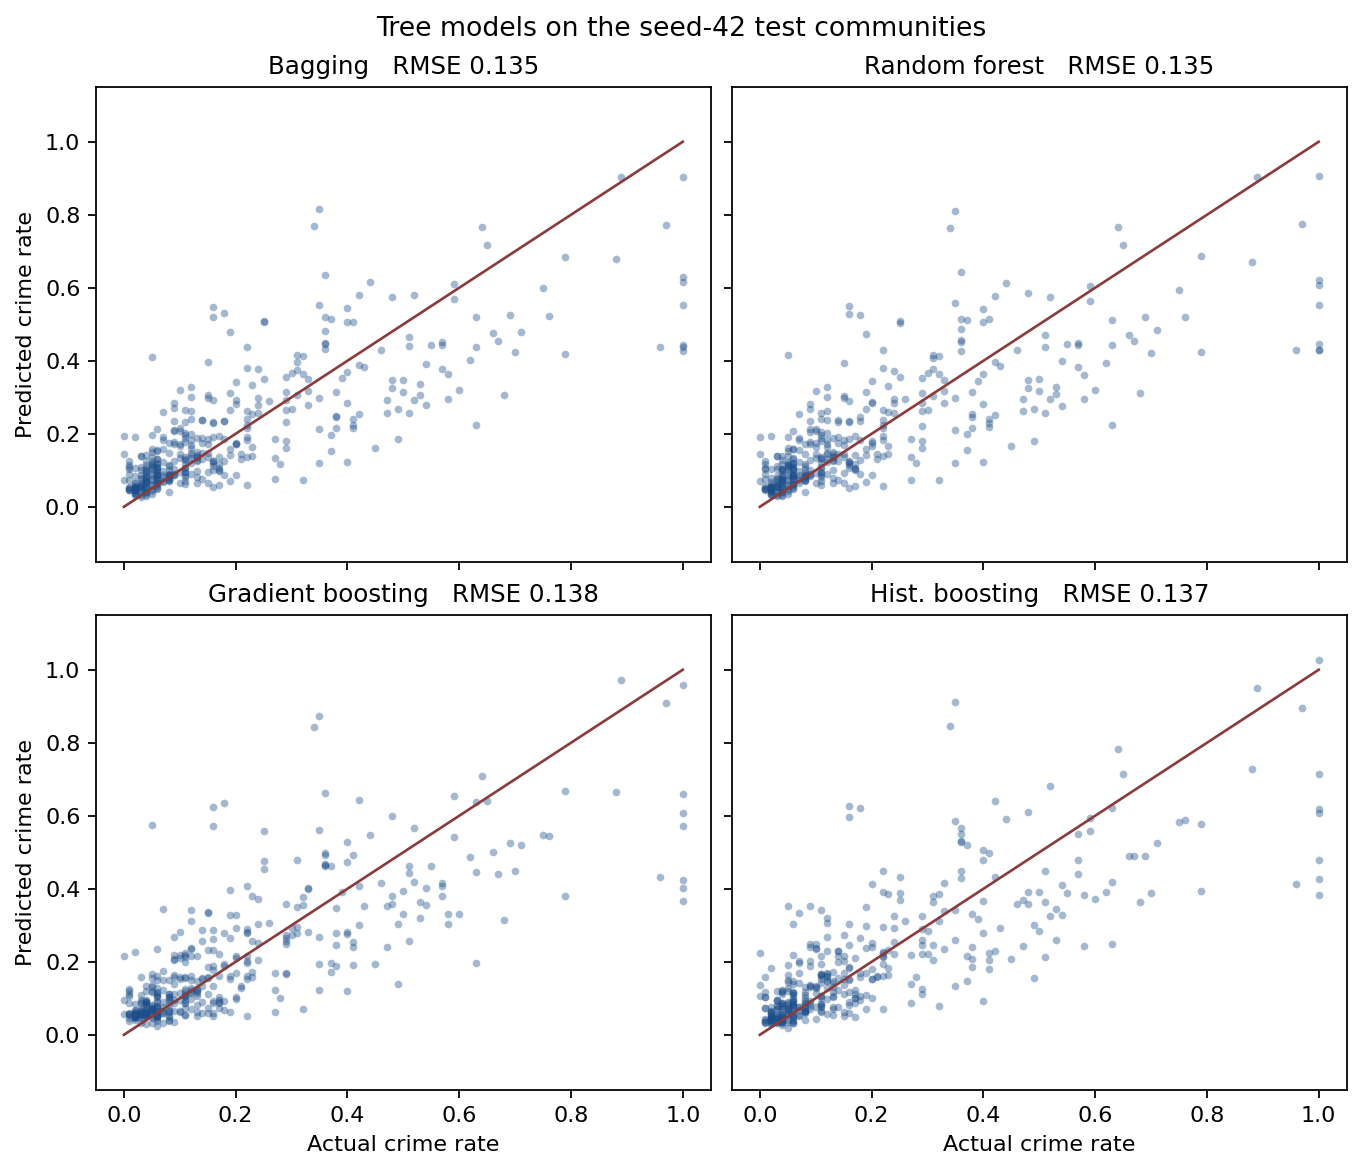 Tree models on the seed-42 test communities
Bagging   RMSE 0.135
Random forest   RMSE 0.135
Predicted crime rate
1.0
0.8
0.6
0.4
0.2
0.0
Gradient boosting   RMSE 0.138
Hist. boosting   RMSE 0.137
Predicted crime rate
1.0
0.8
0.6
0.4
0.2
0.0
0.0 0.2 0.4 0.6 0.8 1.0
0.0 0.2 0.4 0.6 0.8 1.0
Actual crime rate
Actual crime rate